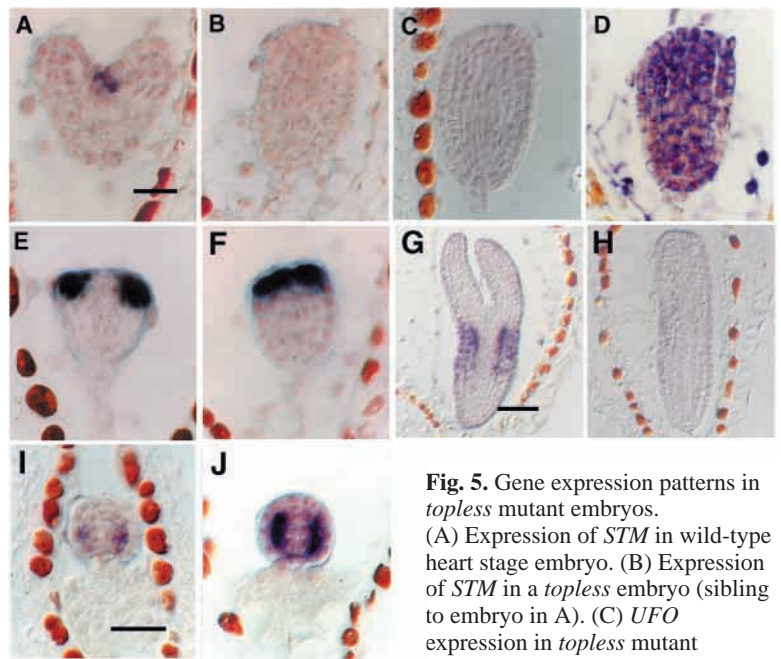 A
B
C
D
E
F
G
H
I
J
Fig. 5. Gene expression patterns in
topless mutant embryos.
(A) Expression of STM in wild-type
heart stage embryo. (B) Expression
of STM in a topless embryo (sibling
to embryo in A). (C) UFO
expression in topless mutant